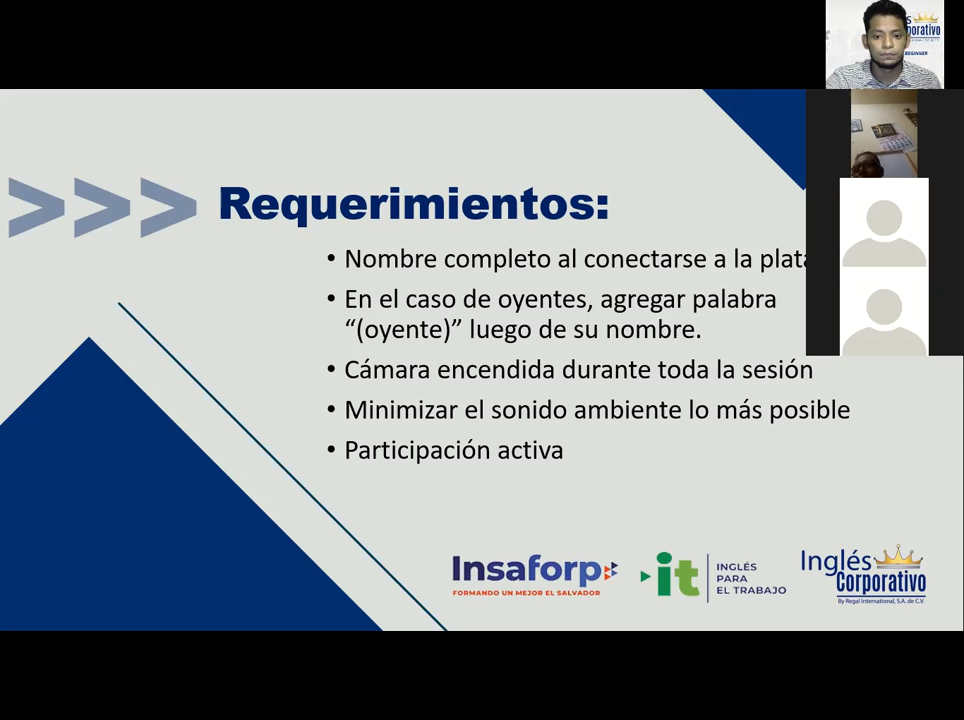 Corporativo
BEGINNER
>>> Requerimientos:
• Nombre completo al conectarse a la
• En el caso de oyentes, agregar palabra
“(oyente)” luego de su nombre.
• Cámara encendida durante toda la sesión
• Minimizar el sonido ambiente lo más posible
• Participación activa
Insaforp
FORMANDO UN MEJOR EL SALVADOR
it
INGLÉS
PARA
EL TRABAJO
Inglés
Corporativo
By Regal International, S.A. de C.V.